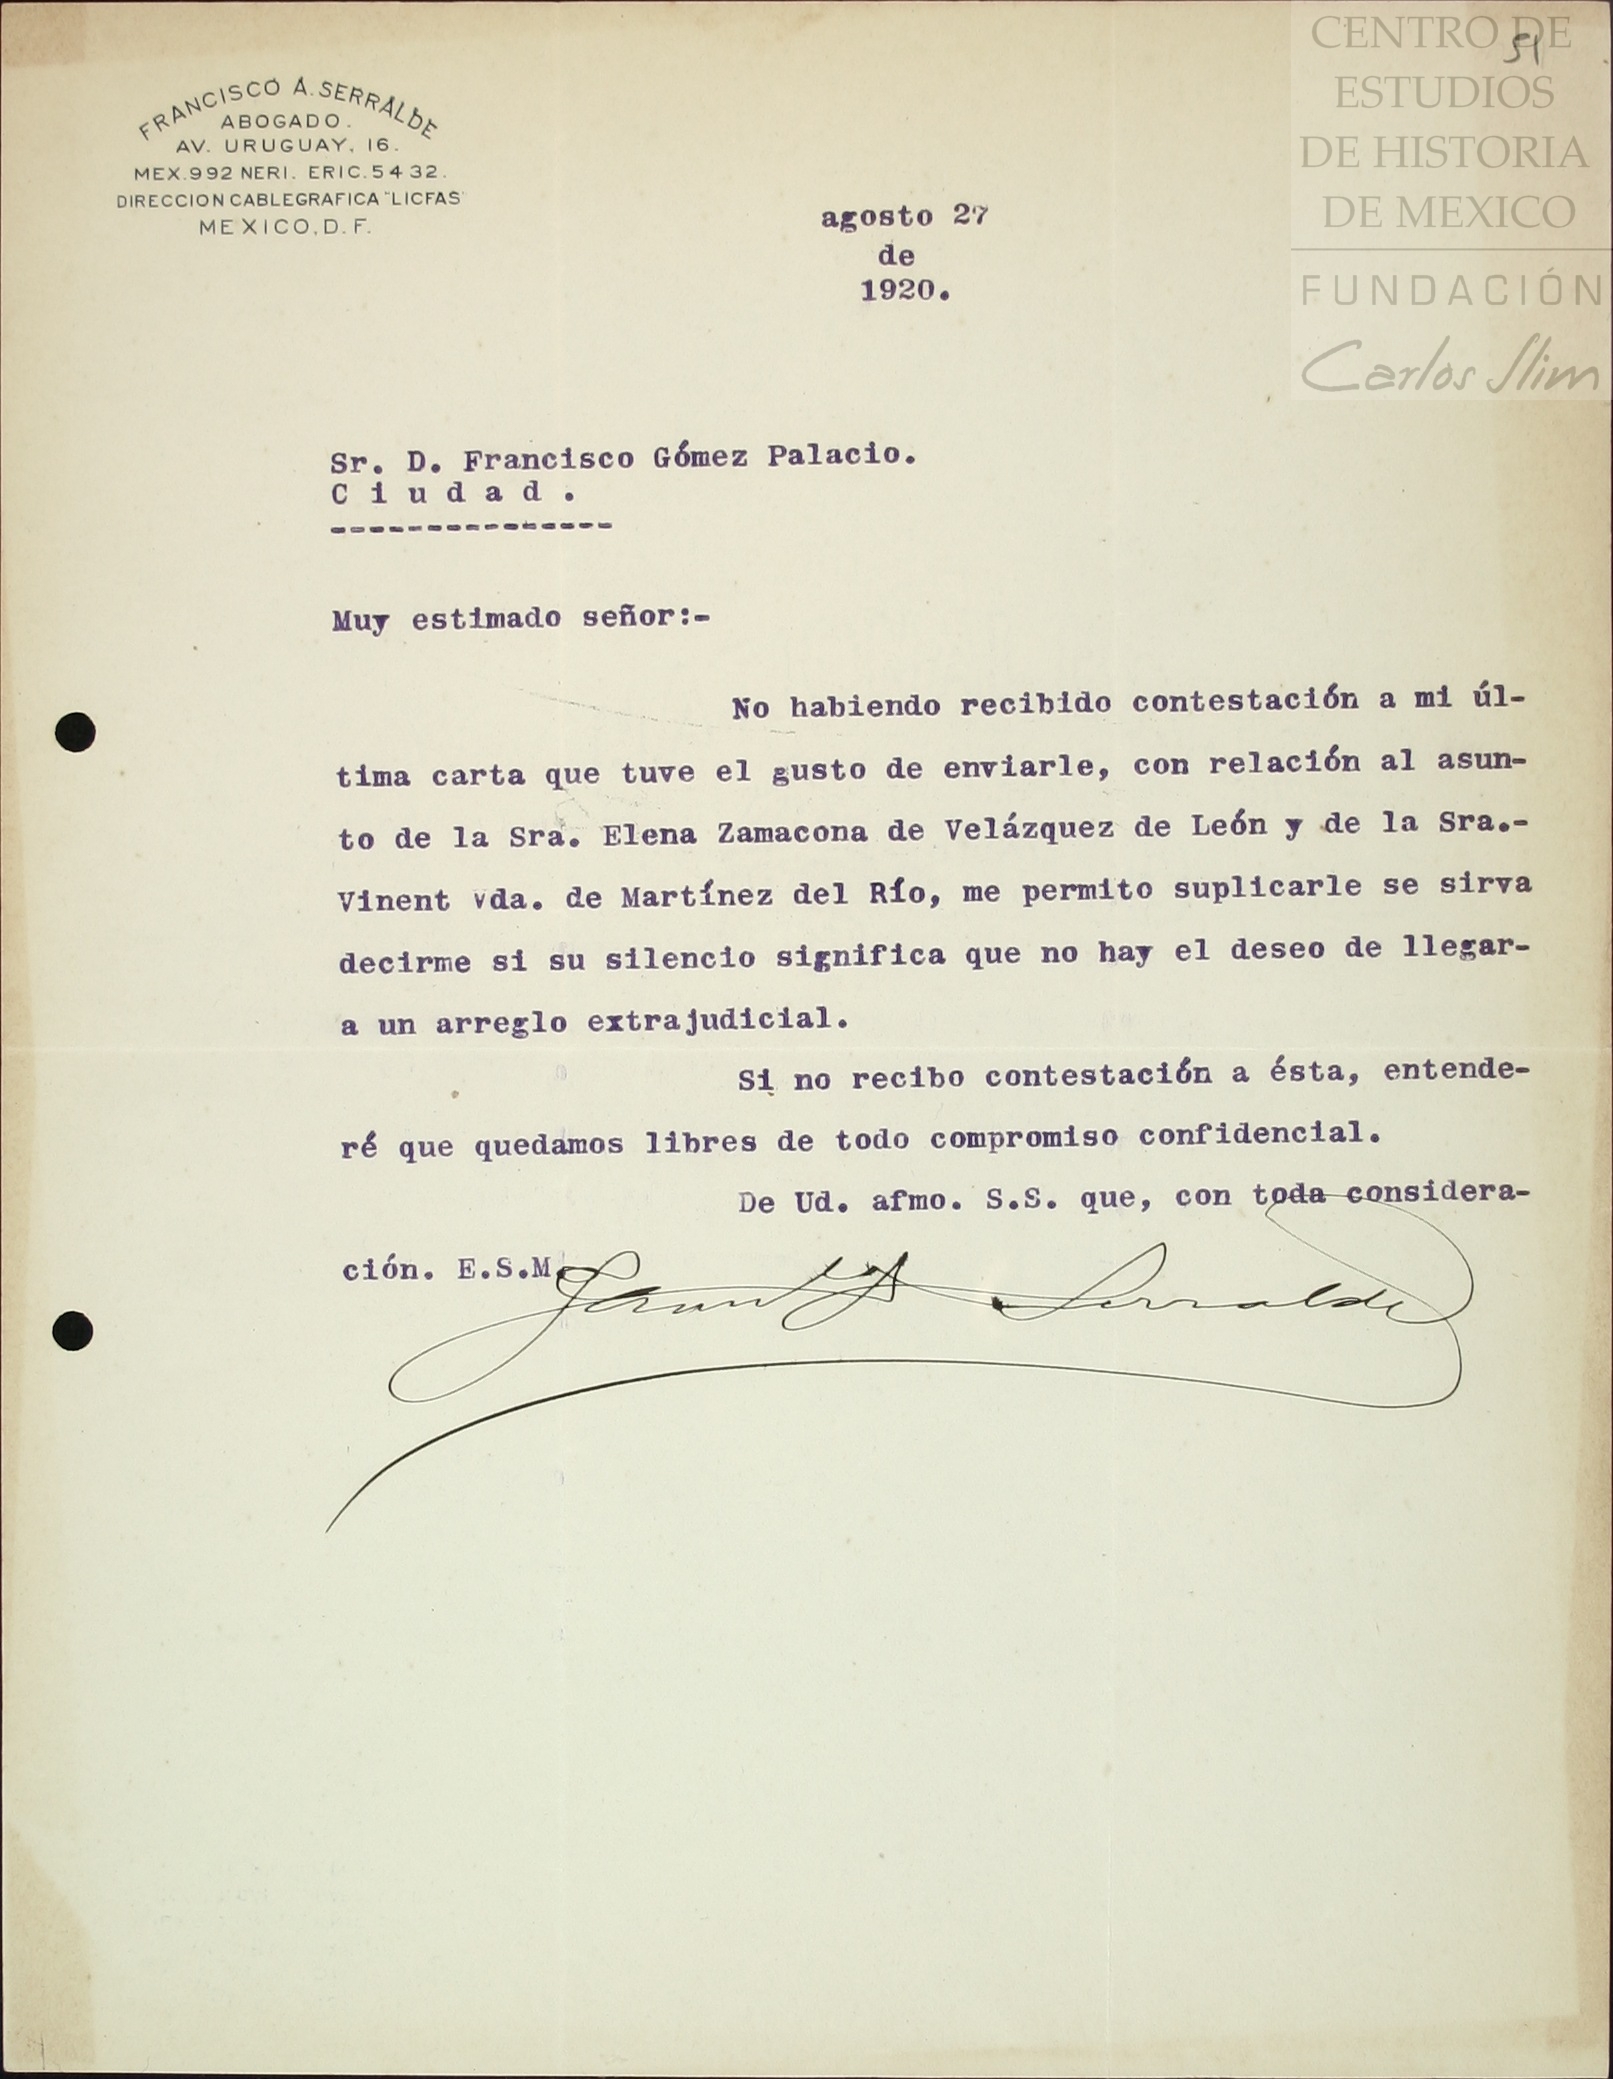 FRANCISCO A. SERRALDE
ABOGADO.
AV. URUGUAY, 16.
MEX. 992 NERI. ERIC. 54 32.
DIRECCION CABLEGRAFICA "LICFAS"
MEXICO, D. F.
CENTRO DE
ESTUDIOS
DE HISTORIA
DE MEXICO
FUNDACIÓN
Carlos Slim
51
agosto 27
de
1920.
Sr. D. Francisco Gómez Palacio.
C i u d a d .
---------------
Muy estimado señor:-
No habiendo recibido contestación a mi úl-
tima carta que tuve el gusto de enviarle, con relación al asun-
to de la Sra. Elena Zamacona de Velázquez de León y de la Sra.-
Vinent vda. de Martínez del Río, me permito suplicarle se sirva
decirme si su silencio significa que no hay el deseo de llegar-
a un arreglo extrajudicial.
Si no recibo contestación a ésta, entende-
ré que quedamos libres de todo compromiso confidencial.
De Ud. afmo. S.S. que, con toda considera-
ción. E.S.M.
A Serralde